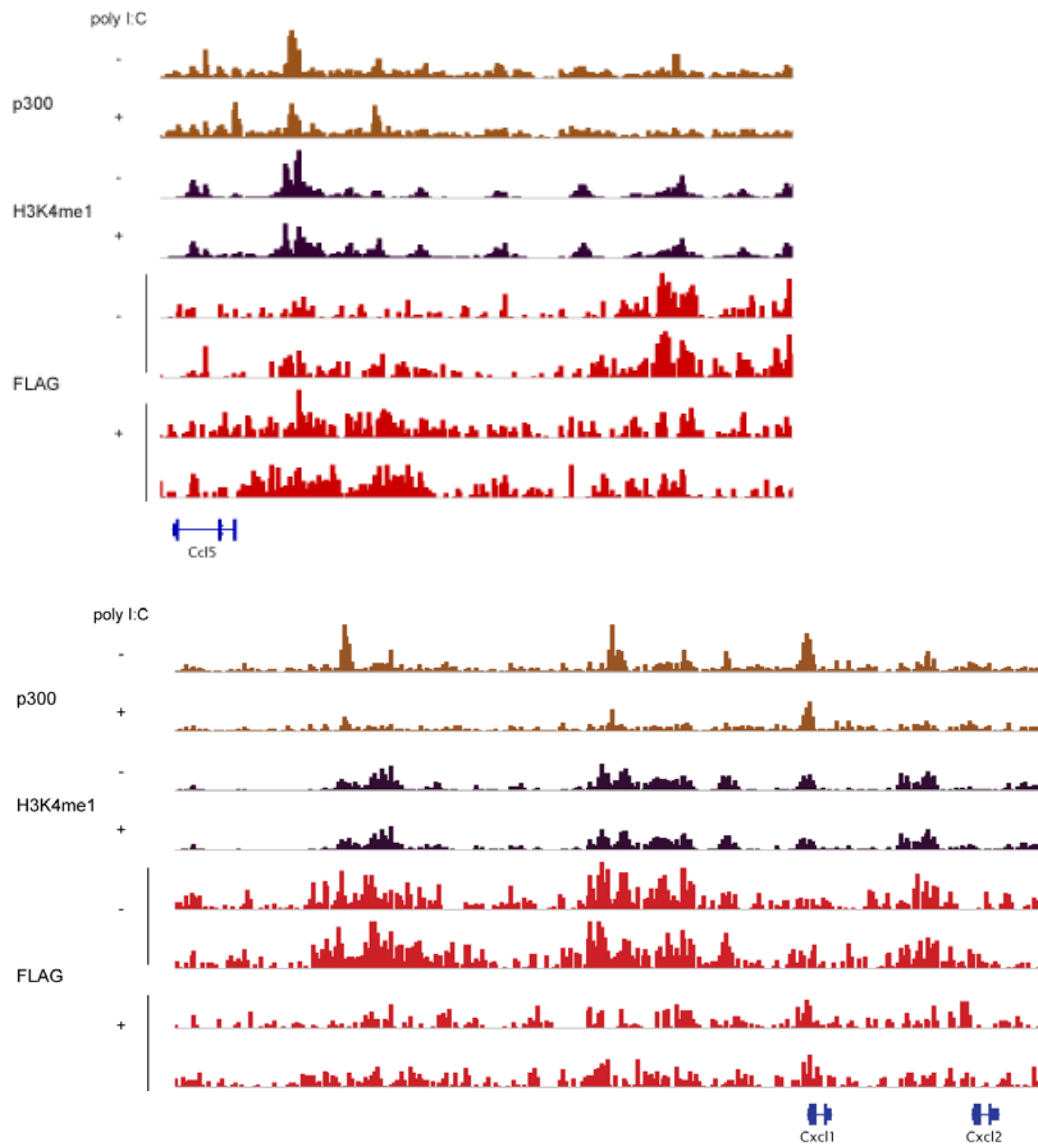 poly I:C
-
p300
+
-
H3K4me1
+
-
FLAG
+
Ccl5
poly I:C
-
p300
+
-
H3K4me1
+
-
FLAG
+
Cxcl1 Cxcl2